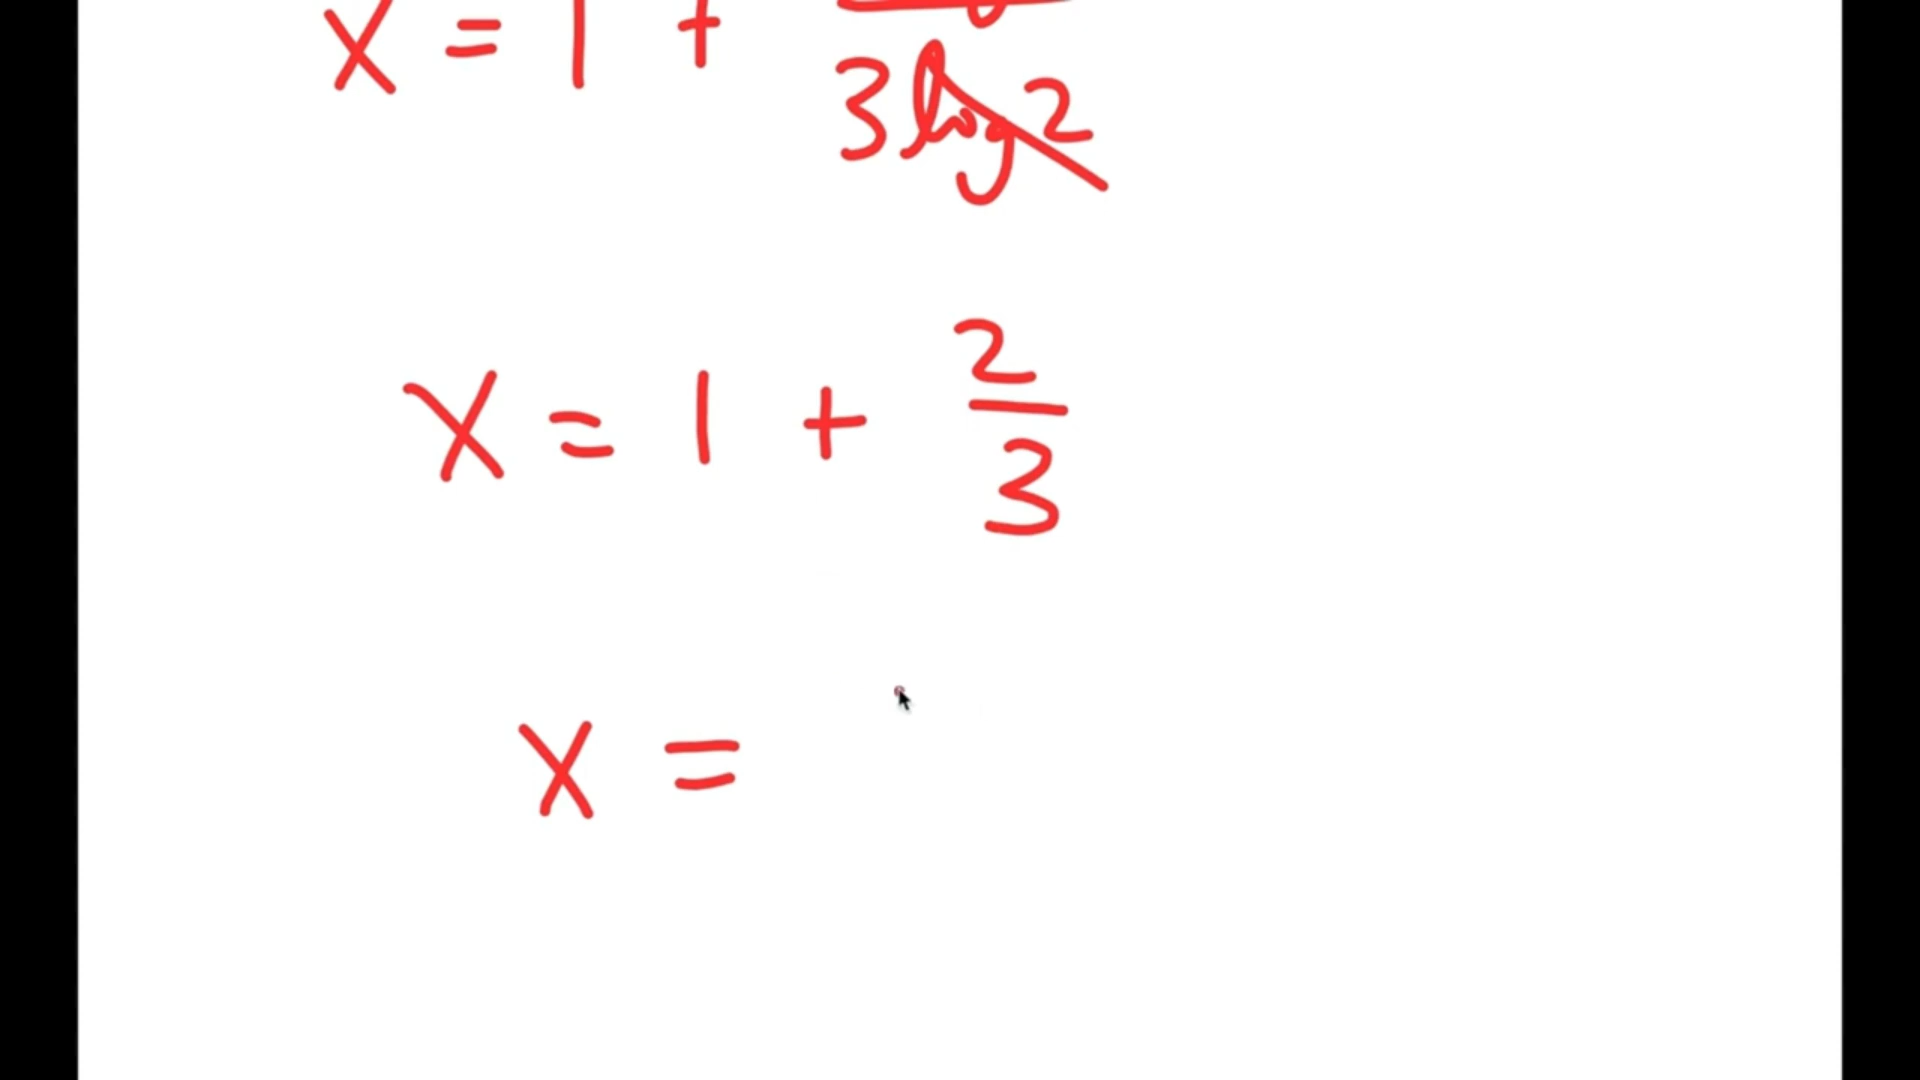 x = 1 + 
3log2
x = 1 + 2/3
x =